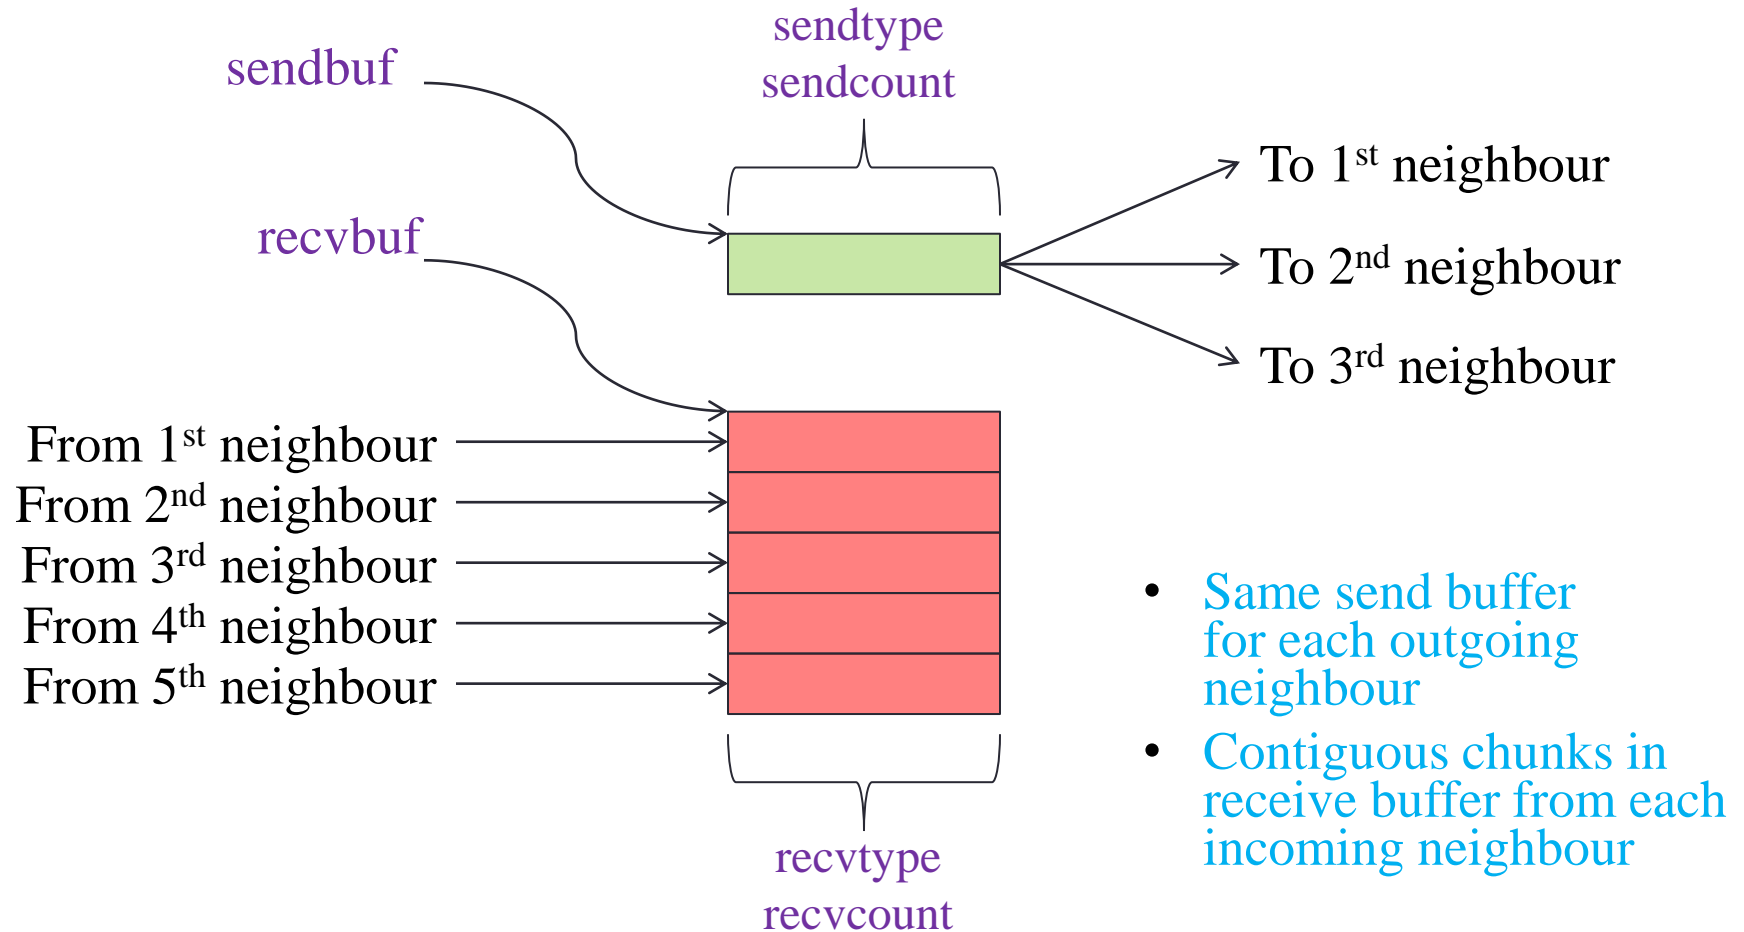 sendtype
sendcount
sendbuf
To 1st neighbour
recvbuf
To 2nd neighbour
To 3rd neighbour
From 1st neighbour
From 2nd neighbour
From 3rd neighbour
From 4th neighbour
From 5th neighbour
• Same send buffer
for each outgoing
neighbour
• Contiguous chunks in
receive buffer from each
incoming neighbour
recvtype
recvcount